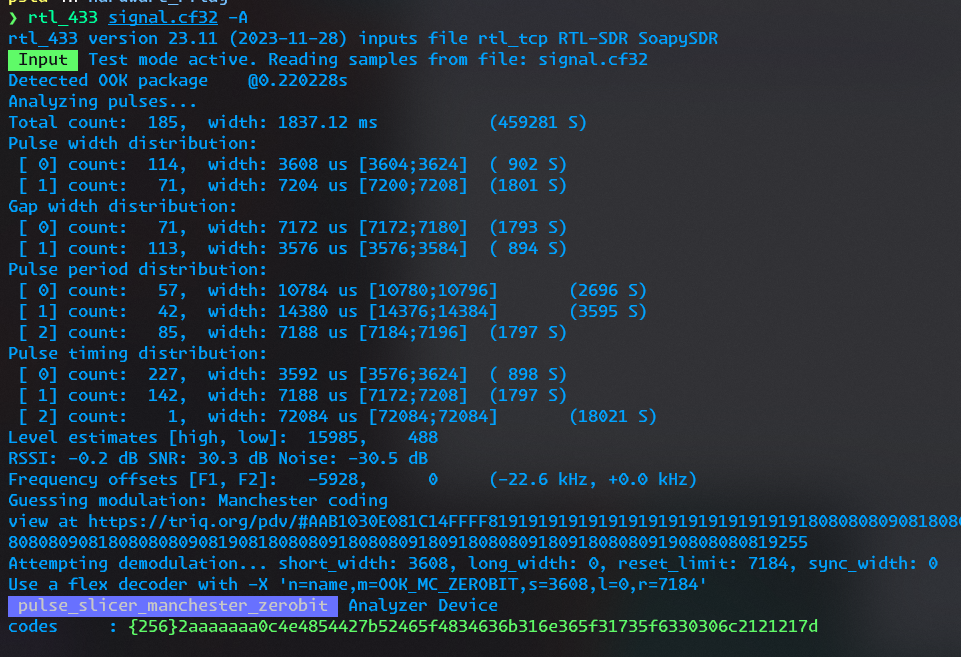 ❯ rtl_433 signal.cf32 -A
rtl_433 version 23.11 (2023-11-28) inputs file rtl_tcp RTL-SDR SoapySDR
Input Test mode active. Reading samples from file: signal.cf32
Detected OOK package    @0.220228s
Analyzing pulses...
Total count:  185,  width: 1837.12 ms           (459281 S)
Pulse width distribution:
 [ 0] count:  114,  width: 3608 us [3604;3624]  ( 902 S)
 [ 1] count:   71,  width: 7204 us [7200;7208]  (1801 S)
Gap width distribution:
 [ 0] count:   71,  width: 7172 us [7172;7180]  (1793 S)
 [ 1] count:  113,  width: 3576 us [3576;3584]  ( 894 S)
Pulse period distribution:
 [ 0] count:   57,  width: 10784 us [10780;10796]       (2696 S)
 [ 1] count:   42,  width: 14380 us [14376;14384]       (3595 S)
 [ 2] count:   85,  width: 7188 us [7184;7196]  (1797 S)
Pulse timing distribution:
 [ 0] count:  227,  width: 3592 us [3576;3624]  ( 898 S)
 [ 1] count:  142,  width: 7188 us [7172;7208]  (1797 S)
 [ 2] count:    1,  width: 72084 us [72084;72084]       (18021 S)
Level estimates [high, low]:  15985,    488
RSSI: -0.2 dB SNR: 30.3 dB Noise: -30.5 dB
Frequency offsets [F1, F2]:   -5928,      0     (-22.6 kHz, +0.0 kHz)
Guessing modulation: Manchester coding
view at https://triq.org/pdv/#AAB1030E081C14FFFF819191919191919191919191919191918080808090818080
808080908180808080908190818080809180808091809180808091809180808091908080808192​55
Attempting demodulation... short_width: 3608, long_width: 0, reset_limit: 7184, sync_width: 0
Use a flex decoder with -X 'n=name,m=OOK_MC_ZEROBIT,s=3608,l=0,r=7184'
pulse_slicer_manchester_zerobit Analyzer Device
codes     : {256}2aaaaaaa0c4e4854427b52465f4834636b316e365f31735f6330306c2121217d